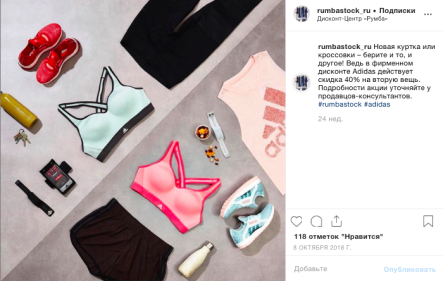 rumbastock_ru • Подписки
Дисконт-Центр «Румба»
rumbastock_ru Новая куртка или
кроссовки – берите и то, и
другое! Ведь в фирменном
дисконте Adidas действует
скидка 40% на вторую вещь.
Подробности акции уточняйте у
продавцов-консультантов.
#rumbastock #adidas
24 нед.
118 отметок "Нравится"
8 ОКТЯБРЯ 2018 Г.
Добавьте
Опубликовать